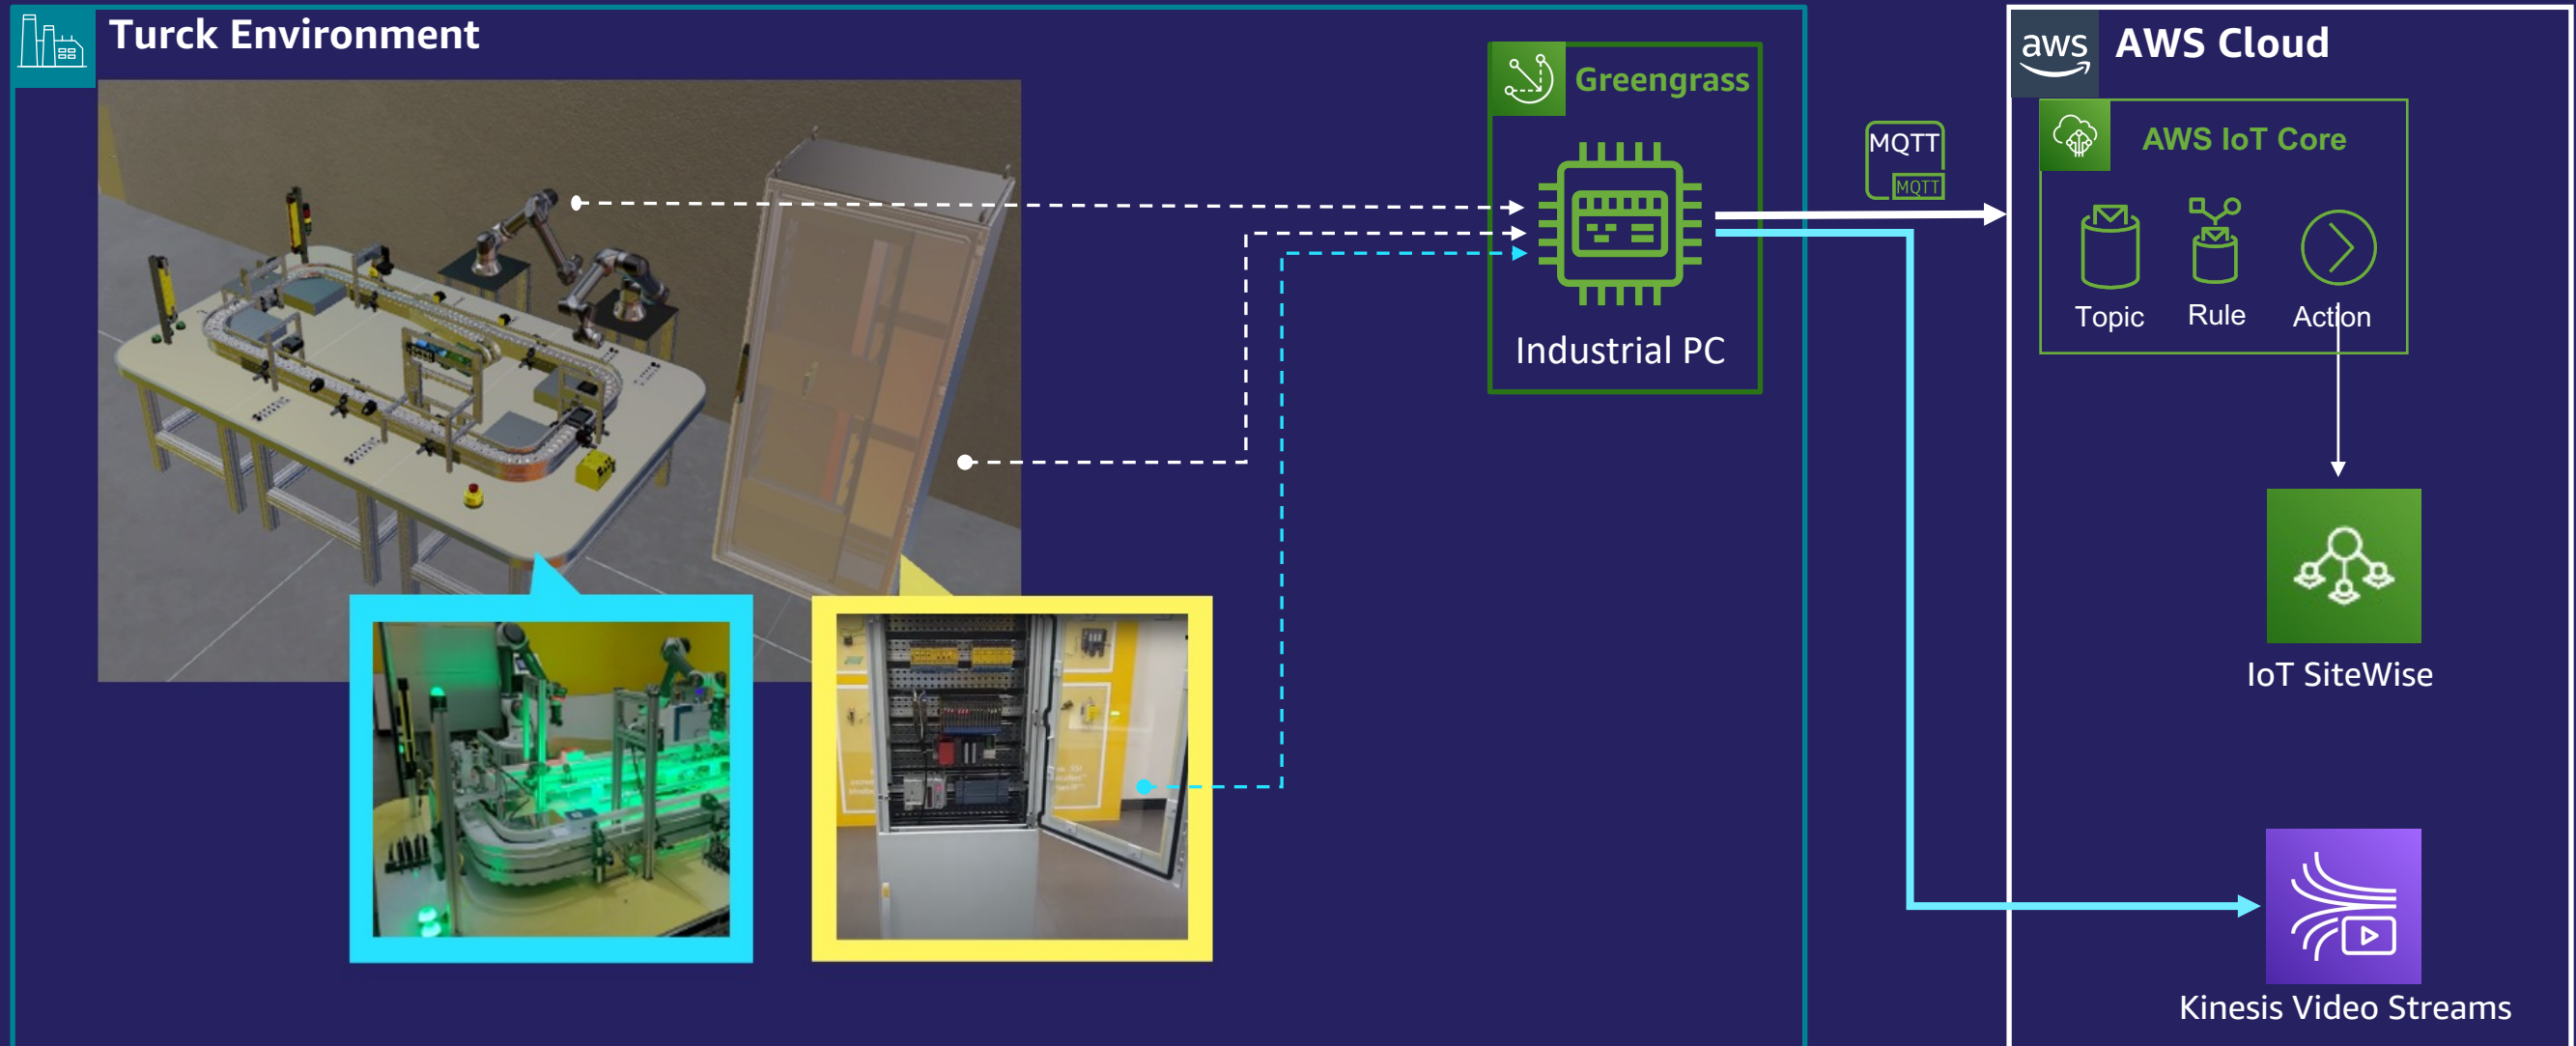 Turck Environment
Greengrass
Industrial PC
MQTT
MQTT
aws
AWS Cloud
AWS IoT Core
Topic
Rule
Action
IoT SiteWise
Kinesis Video Streams